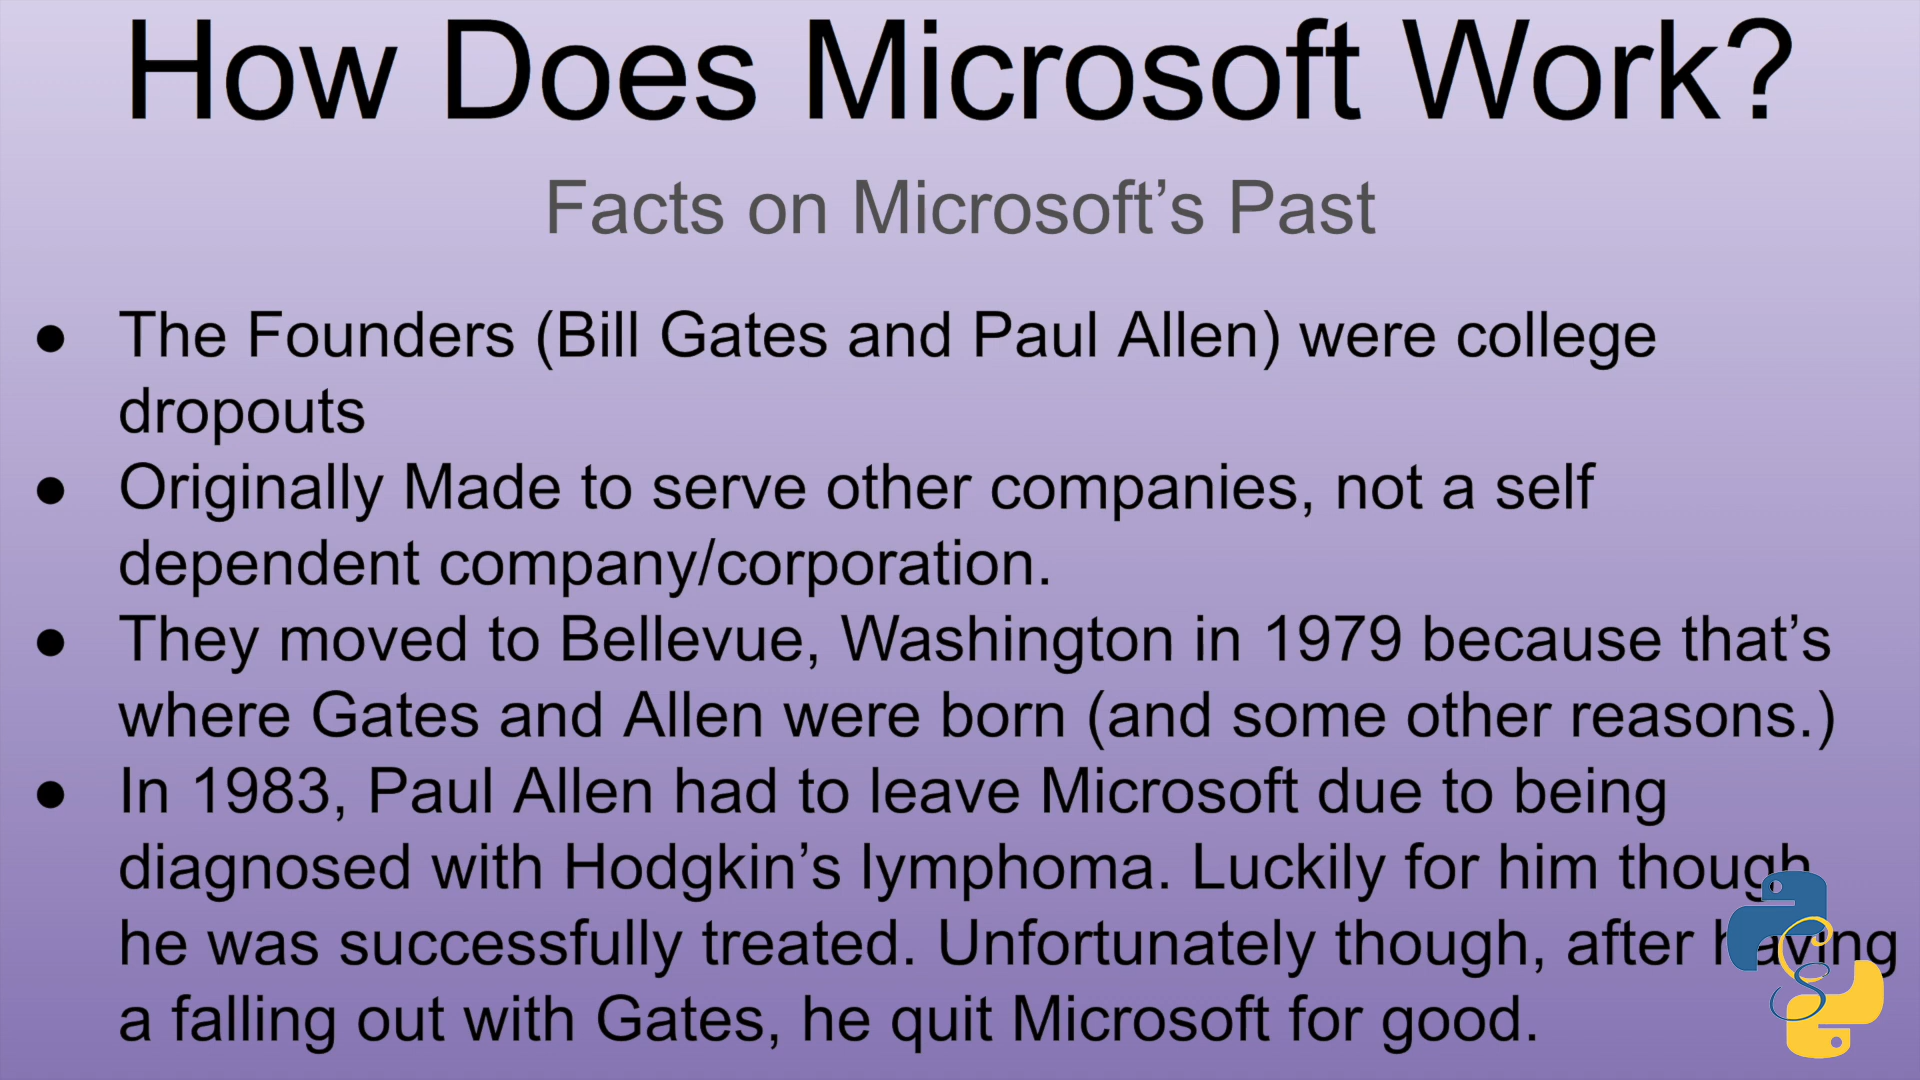 How Does Microsoft Work?
Facts on Microsoft’s Past
● The Founders (Bill Gates and Paul Allen) were college
dropouts
● Originally Made to serve other companies, not a self
dependent company/corporation.
● They moved to Bellevue, Washington in 1979 because that’s
where Gates and Allen were born (and some other reasons.)
● In 1983, Paul Allen had to leave Microsoft due to being
diagnosed with Hodgkin’s lymphoma. Luckily for him though
he was successfully treated. Unfortunately though, after having
a falling out with Gates, he quit Microsoft for good.